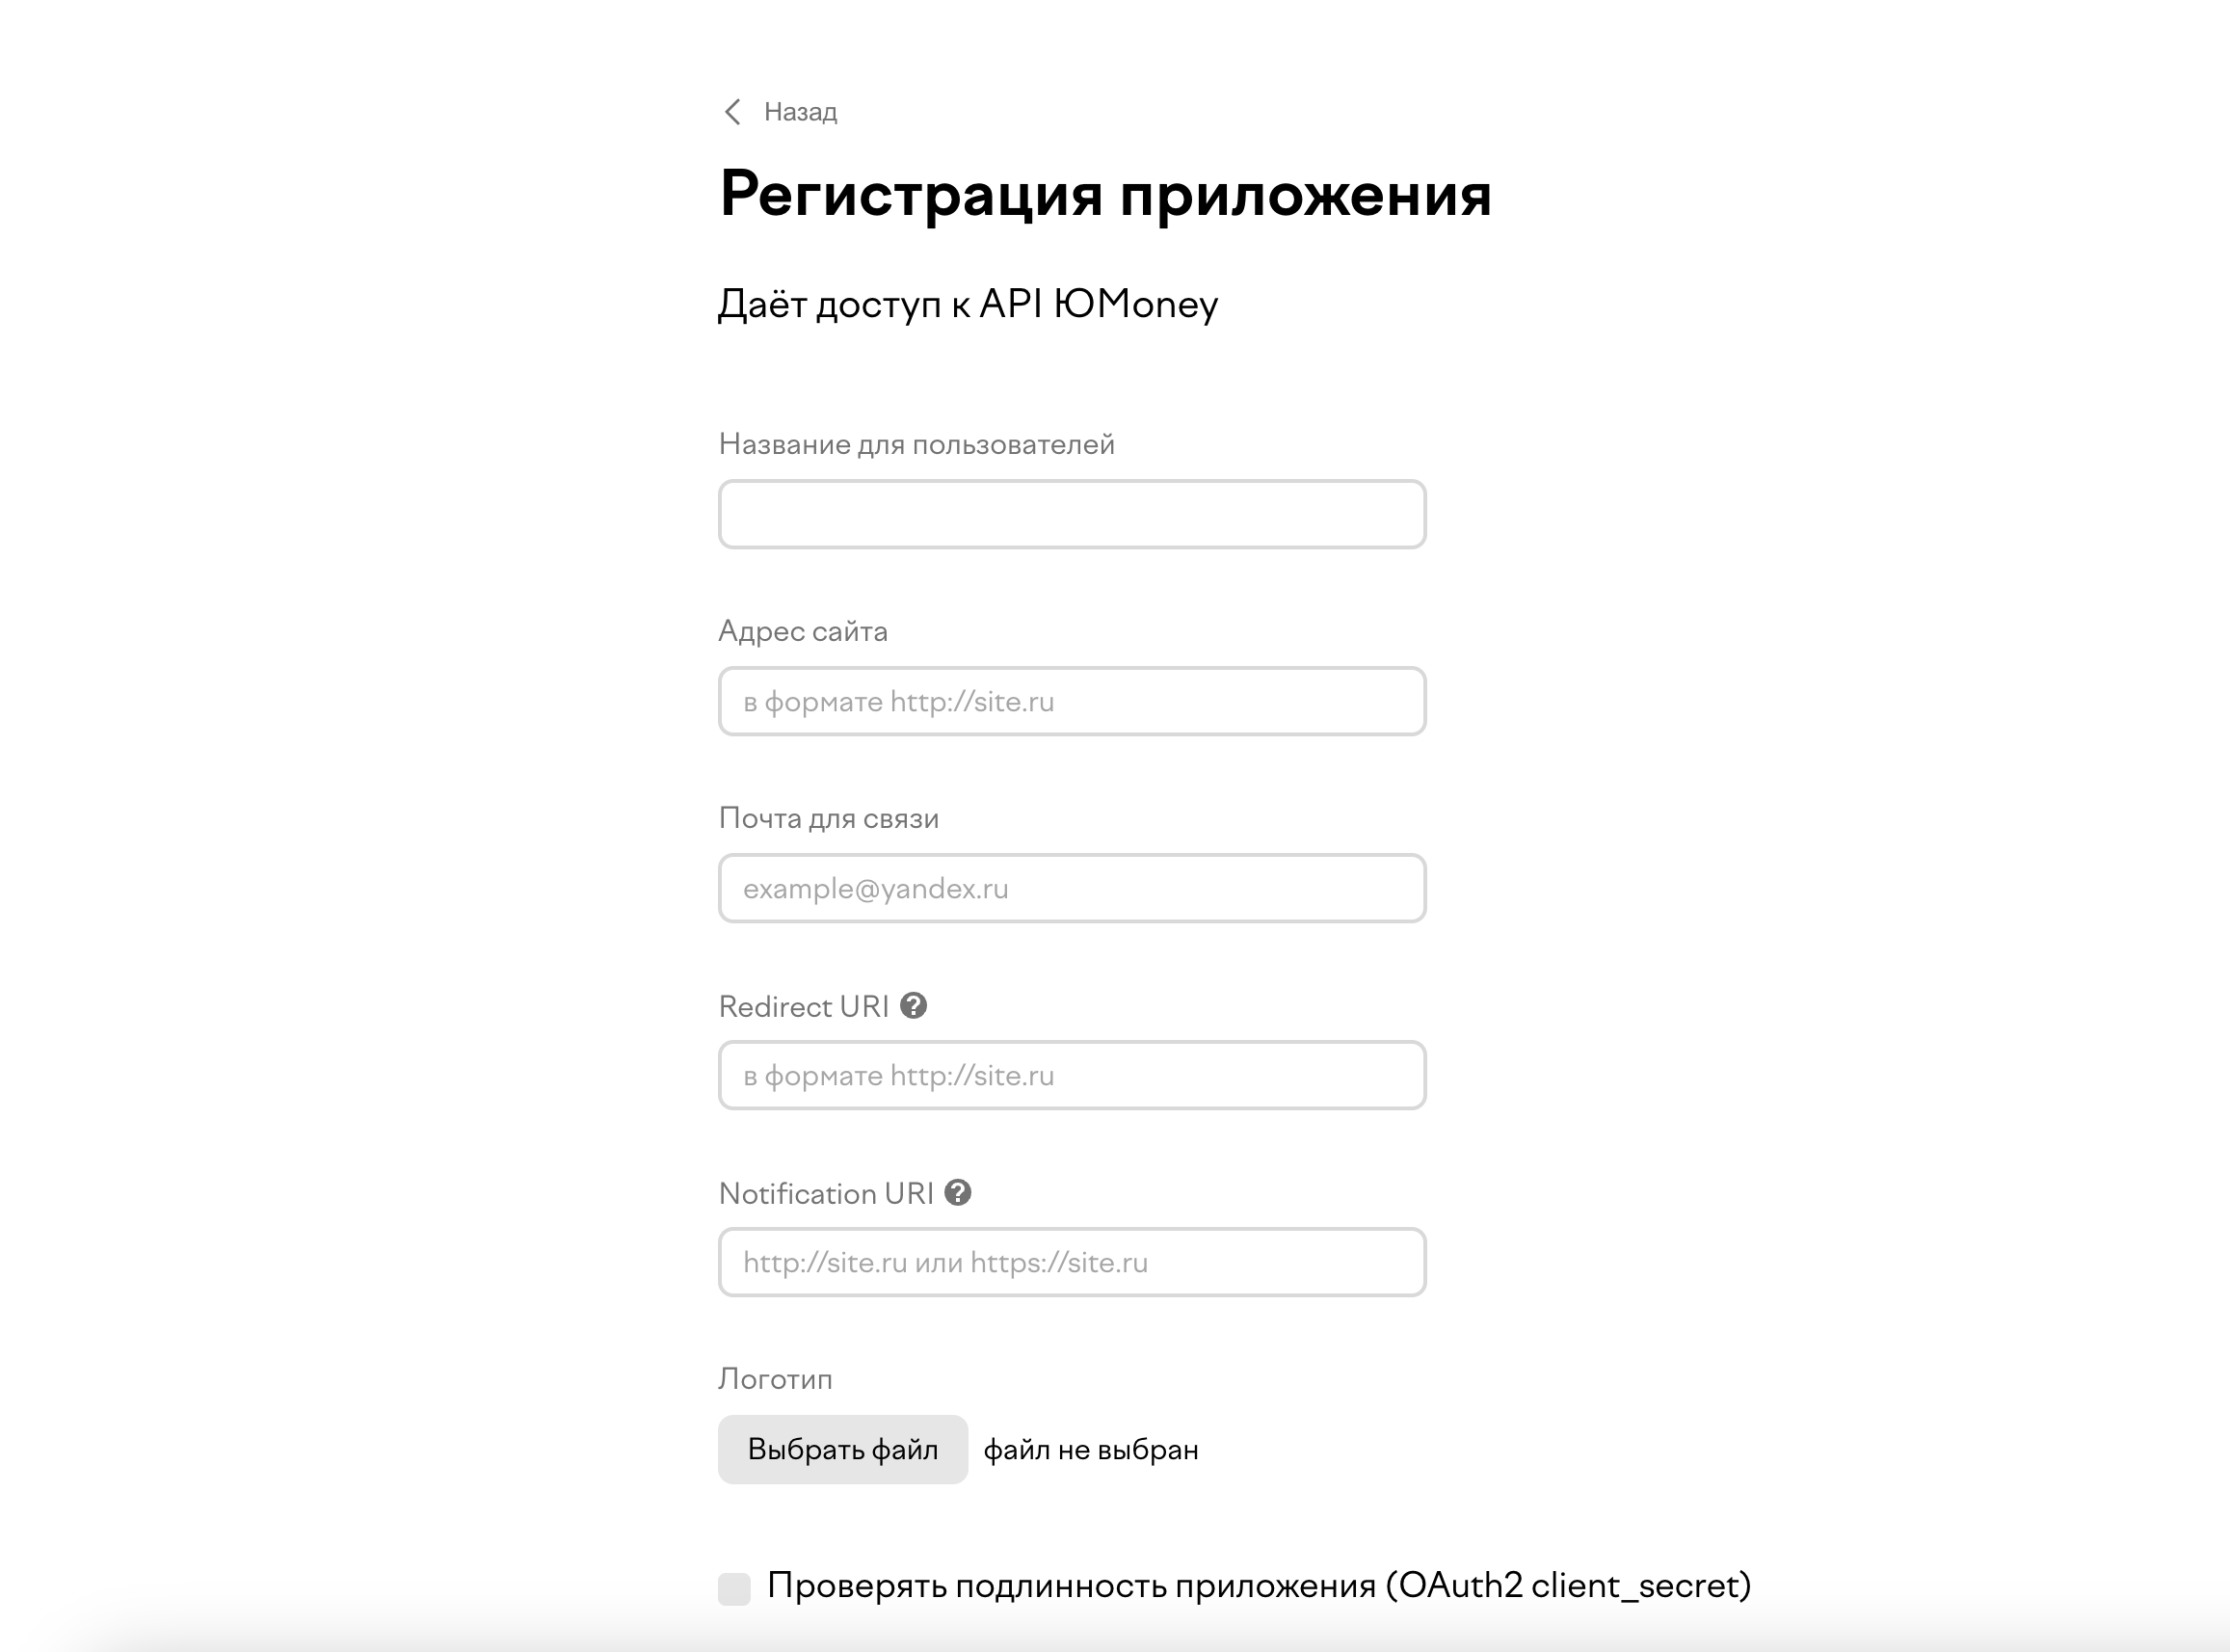 Назад
Регистрация приложения
Даёт доступ к API ЮMoney
Название для пользователей
Адрес сайта
в формате http://site.ru
Почта для связи
example@yandex.ru
Redirect URI ?
в формате http://site.ru
Notification URI ?
http://site.ru или https://site.ru
Логотип
Выбрать файл файл не выбран
Проверять подлинность приложения (OAuth2 client_secret)